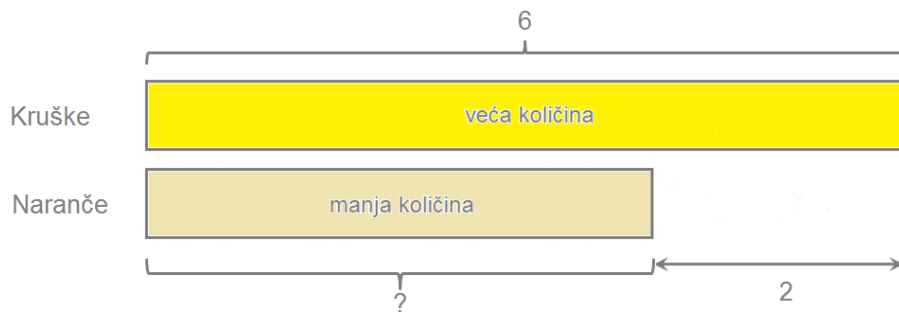 6
Kruške
veća količina
Naranče
manja količina
?
2